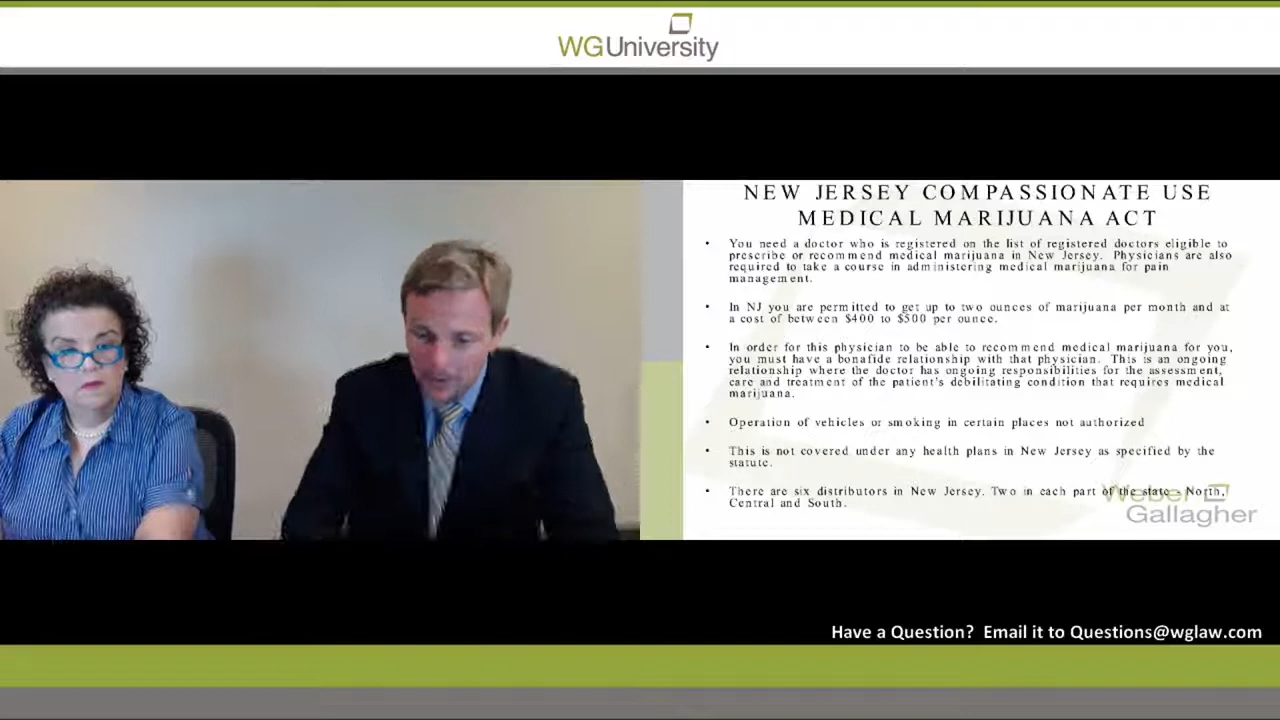 WGUniversity
NEW JERSEY COMPASSIONATE USE
MEDICAL MARIJUANA ACT
• You need a doctor who is registered on the list of registered doctors eligible to
prescribe or recommend medical marijuana in New Jersey. Physicians are also
required to take a course in administering medical marijuana for pain
management.
• In NJ you are permitted to get up to two ounces of marijuana per month and at
a cost of between $400 to $500 per ounce.
• In order for this physician to be able to recommend medical marijuana for you,
you must have a bonafide relationship with that physician. This is an ongoing
relationship where the doctor has ongoing responsibilities for the assessment,
care and treatment of the patient's debilitating condition that requires medical
marijuana.
• Operation of vehicles or smoking in certain places not authorized
• This is not covered under any health plans in New Jersey as specified by the
statute.
• There are six distributors in New Jersey. Two in each part of the state - North,
Central and South.
Weber
Gallagher
Have a Question? Email it to Questions@wglaw.com